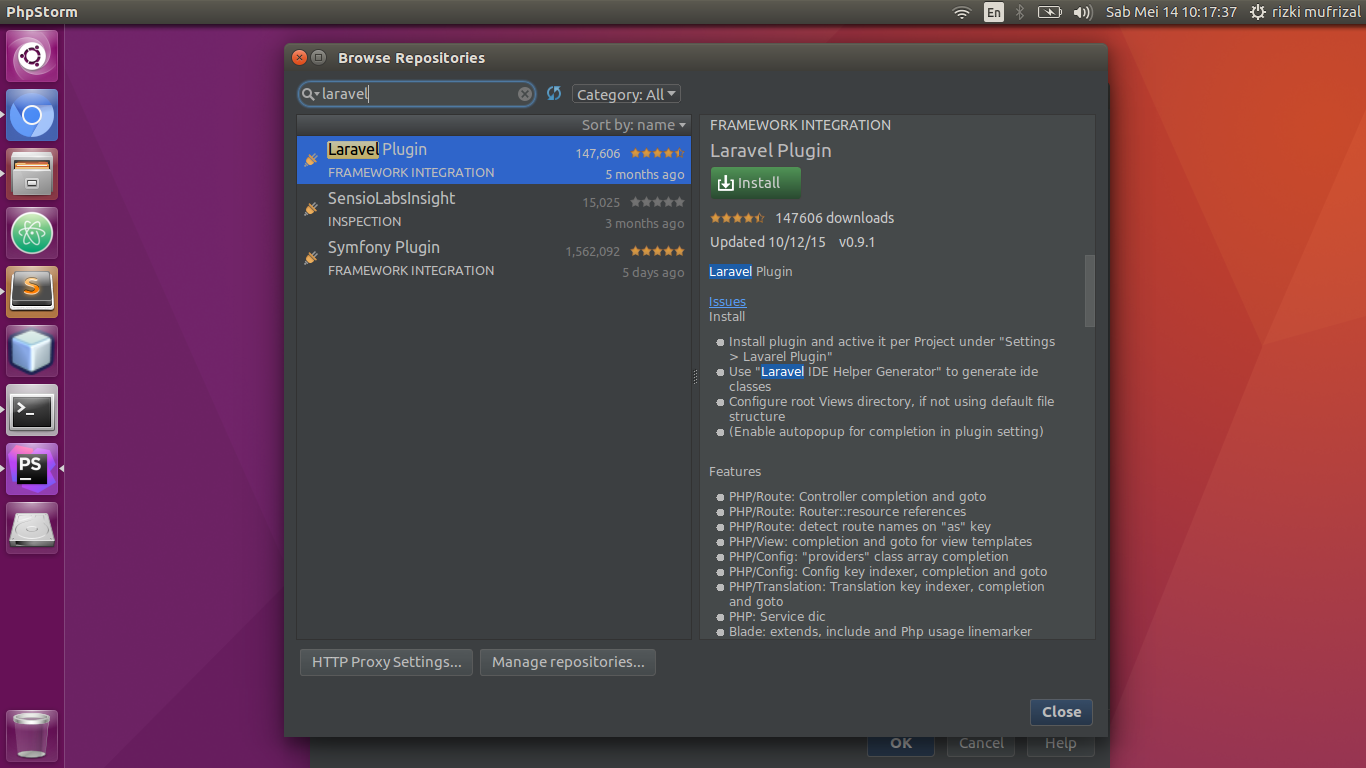 PhpStorm
En
Sab Mei 14 10:17:37
rizki mufrizal
Browse Repositories
laravel
Category: All
Sort by: name
Laravel Plugin
147,606
FRAMEWORK INTEGRATION
5 months ago
SensioLabsInsight
15,025
INSPECTION
3 months ago
Symfony Plugin
1,562,092
FRAMEWORK INTEGRATION
5 days ago
FRAMEWORK INTEGRATION
Laravel Plugin
Install
147606 downloads
Updated 10/12/15 v0.9.1
Laravel Plugin
Issues
Install
Install plugin and active it per Project under "Settings
> Lavarel Plugin"
Use "Laravel IDE Helper Generator" to generate ide
classes
Configure root Views directory, if not using default file
structure
(Enable autopopup for completion in plugin setting)
Features
PHP/Route: Controller completion and goto
PHP/Route: Router::resource references
PHP/Route: detect route names on "as" key
PHP/View: completion and goto for view templates
PHP/Config: "providers" class array completion
PHP/Config: Config key indexer, completion and goto
PHP/Translation: Translation key indexer, completion
and goto
PHP: Service dic
Blade: extends, include and Php usage linemarker
HTTP Proxy Settings...
Manage repositories...
Close
OK
Cancel
Help
S
>_
PS